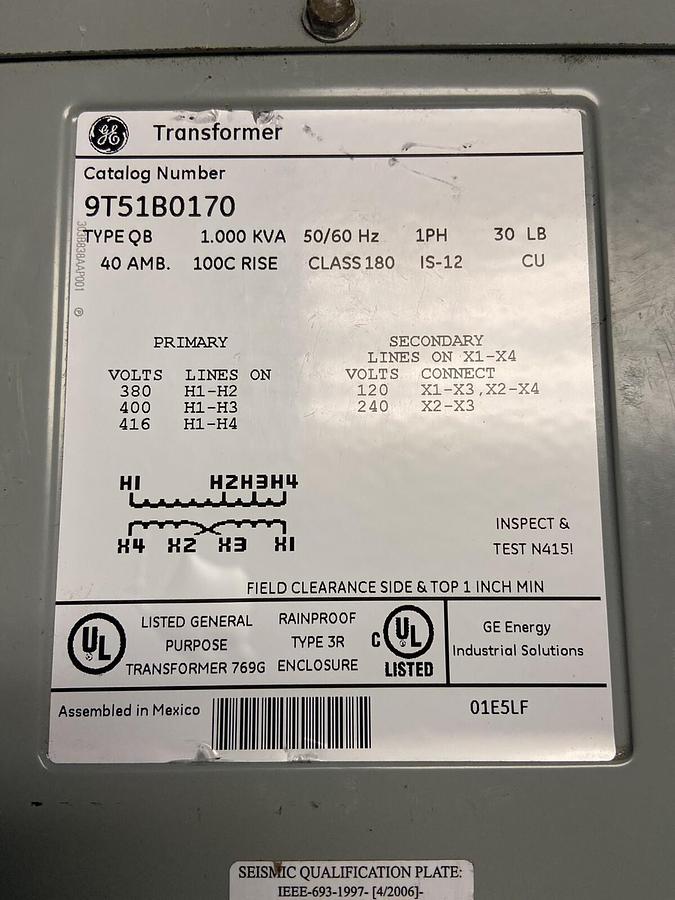 GE Transformer
Catalog Number
9T51B0170
TYPE QB 1.000 KVA 50/60 Hz 1PH 30 LB
40 AMB. 100C RISE CLASS 180 IS-12 CU
PRIMARY
VOLTS LINES ON
380 H1-H2
400 H1-H3
416 H1-H4
SECONDARY
LINES ON X1-X4
VOLTS CONNECT
120 X1-X3,X2-X4
240 X2-X3
H1 H2H3H4
X4 X2 X3 X1
INSPECT &
TEST N415!
FIELD CLEARANCE SIDE & TOP 1 INCH MIN
UL
LISTED GENERAL
PURPOSE
TRANSFORMER 769G
RAINPROOF
TYPE 3R
ENCLOSURE
C UL
LISTED
GE Energy
Industrial Solutions
Assembled in Mexico
01E5LF
SEISMIC QUALIFICATION PLATE:
IEEE-693-1997- [4/2006]-